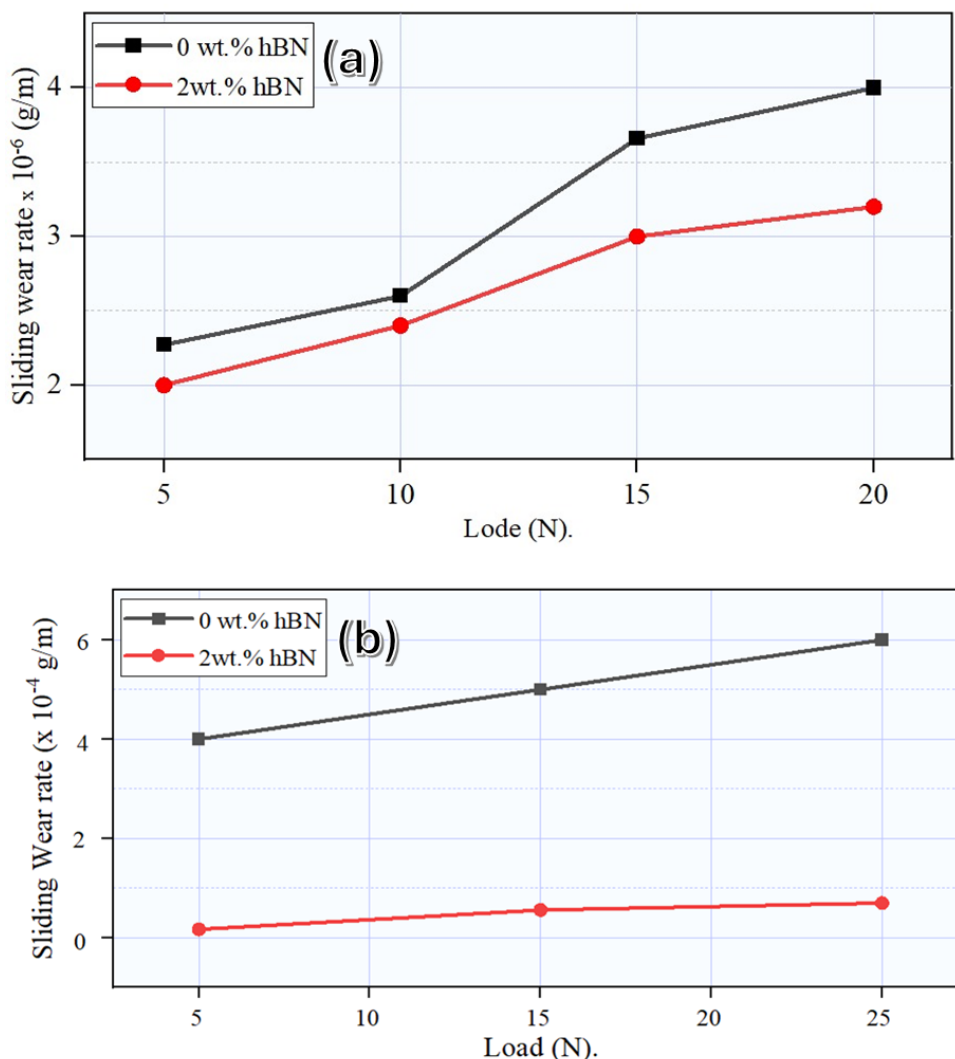 0 wt.% hBN
2wt.% hBN
(a)
Sliding wear rate x 10⁻⁶ (g/m)
4
3
2
5 10 15 20
Lode (N).
0 wt.% hBN
2wt.% hBN
(b)
Sliding Wear rate (x 10⁻⁴ g/m)
6
4
2
0
5 10 15 20 25
Load (N).